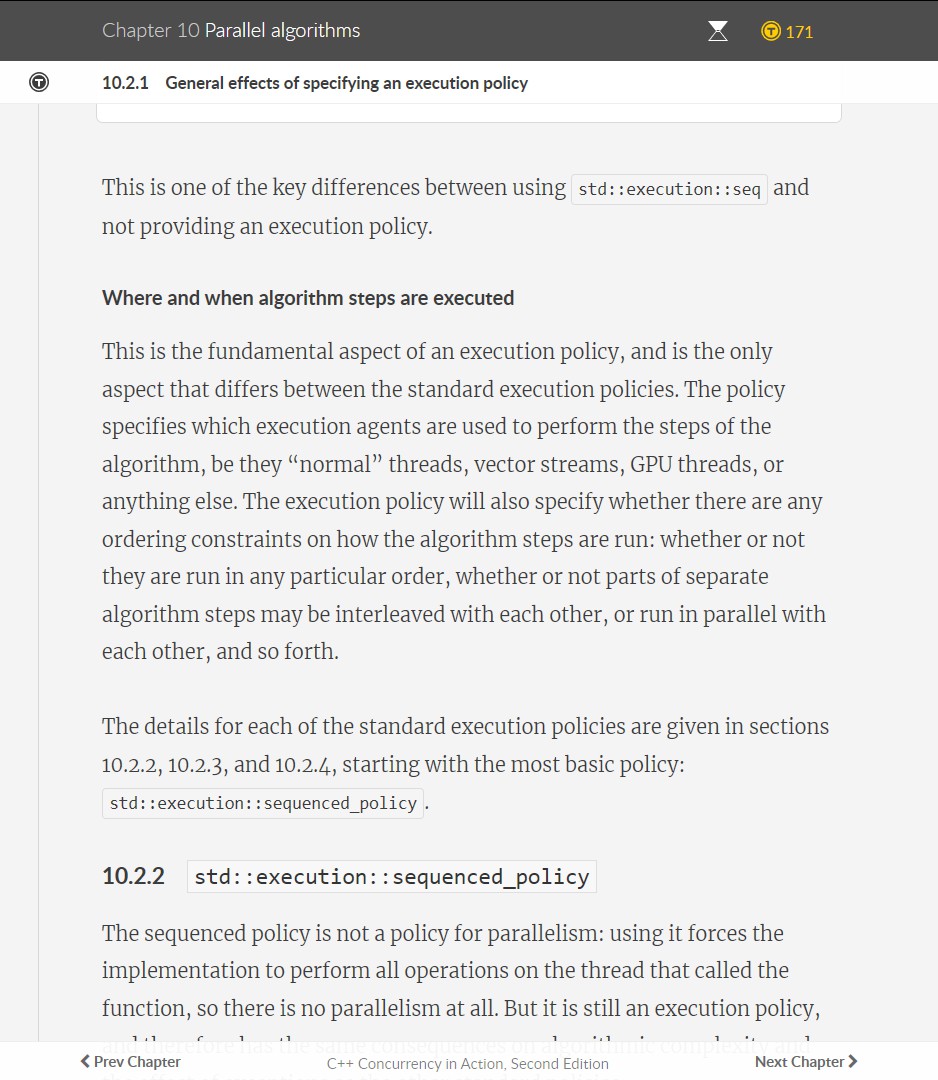 Chapter 10 Parallel algorithms
171
10.2.1 General effects of specifying an execution policy
This is one of the key differences between using std::execution::seq and
not providing an execution policy.
Where and when algorithm steps are executed
This is the fundamental aspect of an execution policy, and is the only
aspect that differs between the standard execution policies. The policy
specifies which execution agents are used to perform the steps of the
algorithm, be they “normal” threads, vector streams, GPU threads, or
anything else. The execution policy will also specify whether there are any
ordering constraints on how the algorithm steps are run: whether or not
they are run in any particular order, whether or not parts of separate
algorithm steps may be interleaved with each other, or run in parallel with
each other, and so forth.
The details for each of the standard execution policies are given in sections
10.2.2, 10.2.3, and 10.2.4, starting with the most basic policy:
std::execution::sequenced_policy.
10.2.2 std::execution::sequenced_policy
The sequenced policy is not a policy for parallelism: using it forces the
implementation to perform all operations on the thread that called the
function, so there is no parallelism at all. But it is still an execution policy,
and therefore has the same consequences on algorithmic complexity and
Prev Chapter
C++ Concurrency in Action, Second Edition
Next Chapter